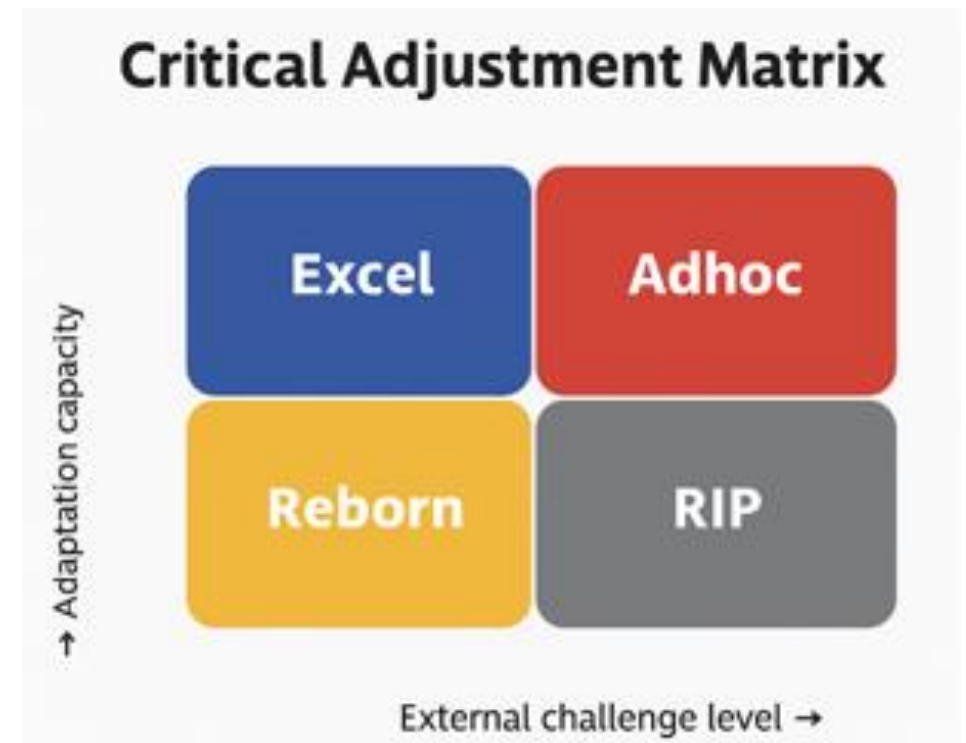 Critical Adjustment Matrix
Excel
Adhoc
Reborn
RIP
→ Adaptation capacity
External challenge level →